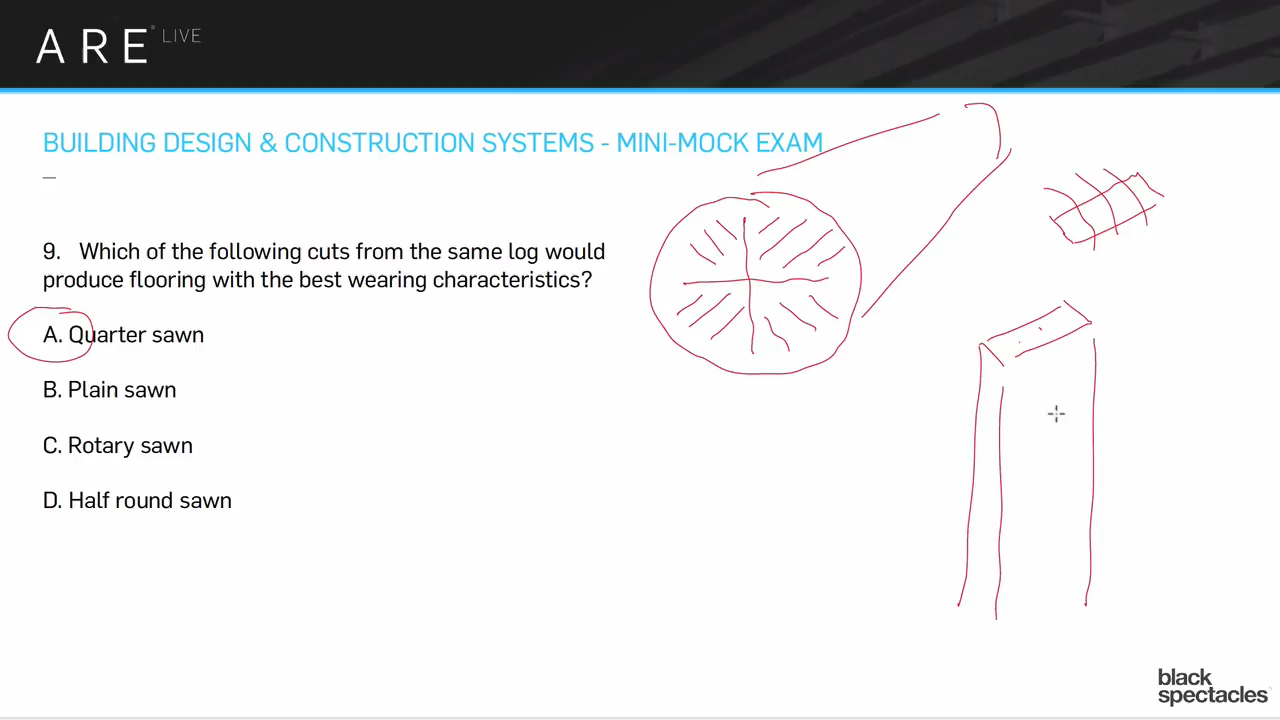 ARE LIVE
BUILDING DESIGN & CONSTRUCTION SYSTEMS - MINI-MOCK EXAM
9. Which of the following cuts from the same log would
produce flooring with the best wearing characteristics?
A. Quarter sawn
B. Plain sawn
C. Rotary sawn
D. Half round sawn
black
spectacles